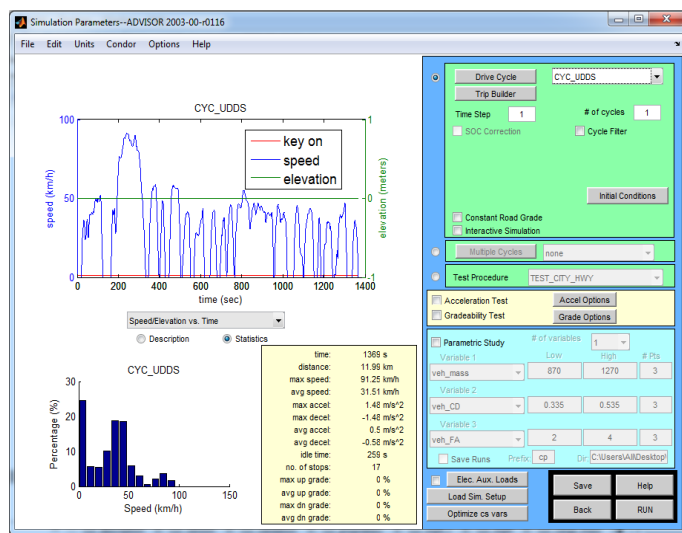 Simulation Parameters--ADVISOR 2003-00-r0116
File Edit Units Condor Options Help
CYC_UDDS
100
50
0
speed (km/h)
key on
speed
elevation
1
0
-1
elevation (meters)
0 200 400 600 800 1000 1200 1400
time (sec)
Speed/Elevation vs. Time
Description Statistics
CYC_UDDS
30
20
10
0
Percentage (%)
0 50 100 150
Speed (km/h)
time: 1369 s
distance: 11.99 km
max speed: 91.25 km/h
avg speed: 31.51 km/h
max accel: 1.48 m/s^2
max decel: -1.48 m/s^2
avg accel: 0.5 m/s^2
avg decel: -0.58 m/s^2
idle time: 259 s
no. of stops: 17
max up grade: 0 %
avg up grade: 0 %
max dn grade: 0 %
avg dn grade: 0 %
Drive Cycle CYC_UDDS
Trip Builder
Time Step 1 # of cycles 1
SOC Correction Cycle Filter
Initial Conditions
Constant Road Grade
Interactive Simulation
Multiple Cycles none
Test Procedure TEST_CITY_HWY
Acceleration Test Accel Options
Gradeability Test Grade Options
Parametric Study # of variables 1
Variable 1 Low High # Pts
veh_mass 870 1270 3
Variable 2
veh_CD 0.335 0.535 3
Variable 3
veh_FA 2 4 3
Save Runs Prefix: cp Dir: C:\Users\Ali\Desktop\
Elec. Aux. Loads
Load Sim. Setup
Optimize cs vars
Save Help
Back RUN